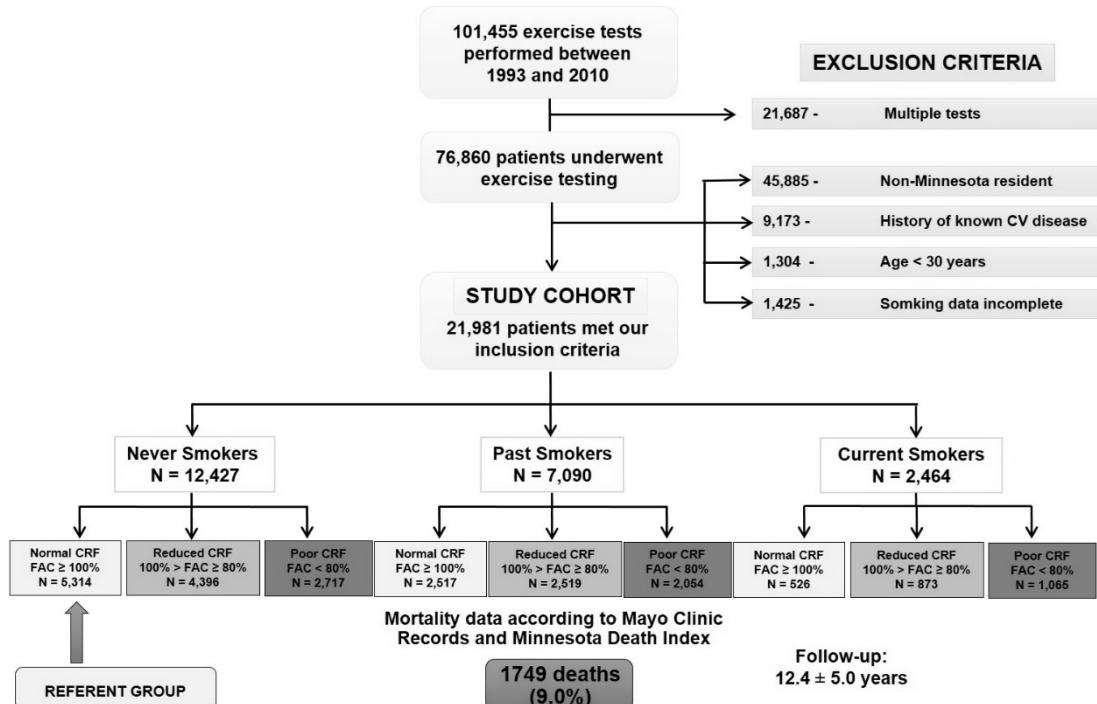 101,455 exercise tests
performed between
1993 and 2010
EXCLUSION CRITERIA
21,687 - Multiple tests
76,860 patients underwent
exercise testing
45,885 - Non-Minnesota resident
9,173 - History of known CV disease
1,304 - Age < 30 years
1,425 - Somking data incomplete
STUDY COHORT
21,981 patients met our
inclusion criteria
Never Smokers
N = 12,427
Past Smokers
N = 7,090
Current Smokers
N = 2,464
Normal CRF
FAC ≥ 100%
N = 5,314
Reduced CRF
100% > FAC ≥ 80%
N = 4,396
Poor CRF
FAC < 80%
N = 2,717
Normal CRF
FAC ≥ 100%
N = 2,517
Reduced CRF
100% > FAC ≥ 80%
N = 2,519
Poor CRF
FAC < 80%
N = 2,054
Normal CRF
FAC ≥ 100%
N = 526
Reduced CRF
100% > FAC ≥ 80%
N = 873
Poor CRF
FAC < 80%
N = 1,065
REFERENT GROUP
Mortality data according to Mayo Clinic
Records and Minnesota Death Index
1749 deaths
(9.0%)
Follow-up:
12.4 ± 5.0 years